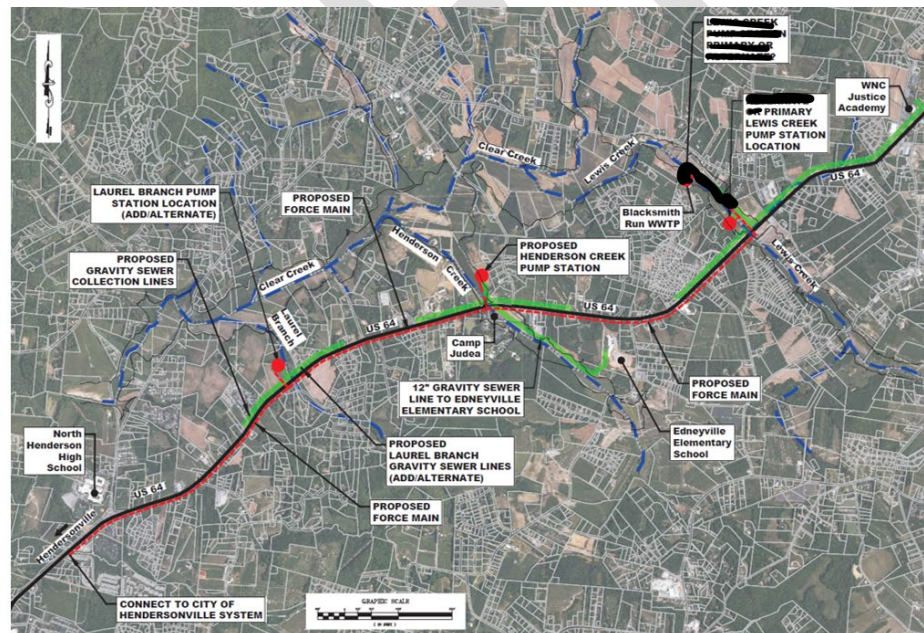 WNC
Justice
Academy
PRIMARY
LEWIS CREEK
PUMP STATION
LOCATION
US 64
Clear Creek
Lewis Creek
Blacksmith
Run WWTP
Lewis Creek
LAUREL BRANCH PUMP
STATION LOCATION
(ADD/ALTERNATE)
PROPOSED
FORCE MAIN
PROPOSED
GRAVITY SEWER
COLLECTION LINES
Clear Creek
Henderson
Creek
PROPOSED
HENDERSON CREEK
PUMP STATION
Laurel
Branch
US 64
US 64
Camp
Judea
12" GRAVITY SEWER
LINE TO EDNEYVILLE
ELEMENTARY SCHOOL
PROPOSED
FORCE MAIN
Edneyville
Elementary
School
North
Henderson
High
School
PROPOSED
LAUREL BRANCH
GRAVITY SEWER LINES
(ADD/ALTERNATE)
PROPOSED
FORCE MAIN
US 64
Hendersonville
CONNECT TO CITY OF
HENDERSONVILLE SYSTEM
GRAPHIC SCALE